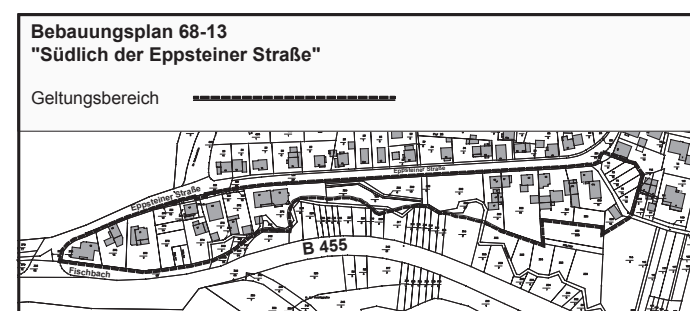 Bebauungsplan 68-13
"Südlich der Eppsteiner Straße"
Geltungsbereich
Eppsteiner Straße
Eppsteiner Straße
B 455
Fischbach